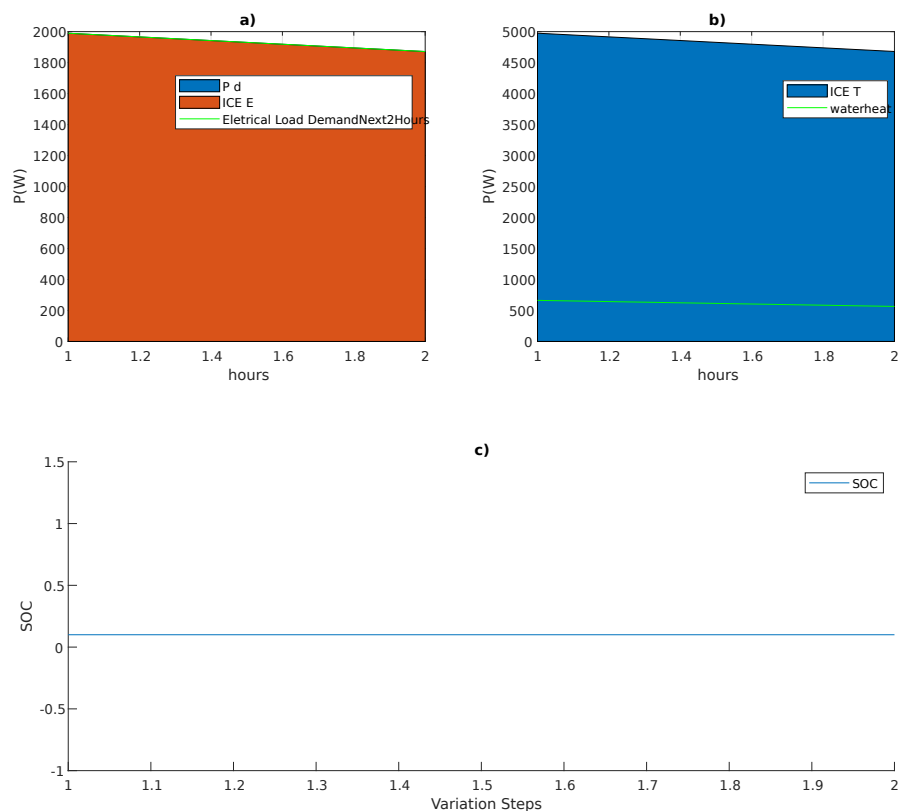 a)
2000
1800
1600
1400
1200
1000
800
600
400
200
0
P(W)
P d
ICE E
Eletrical Load DemandNext2Hours
1 1.2 1.4 1.6 1.8 2
hours
b)
5000
4500
4000
3500
3000
2500
2000
1500
1000
500
0
P(W)
ICE T
waterheat
1 1.2 1.4 1.6 1.8 2
hours
c)
1.5
1
0.5
0
-0.5
-1
SOC
SOC
1 1.1 1.2 1.3 1.4 1.5 1.6 1.7 1.8 1.9 2
Variation Steps